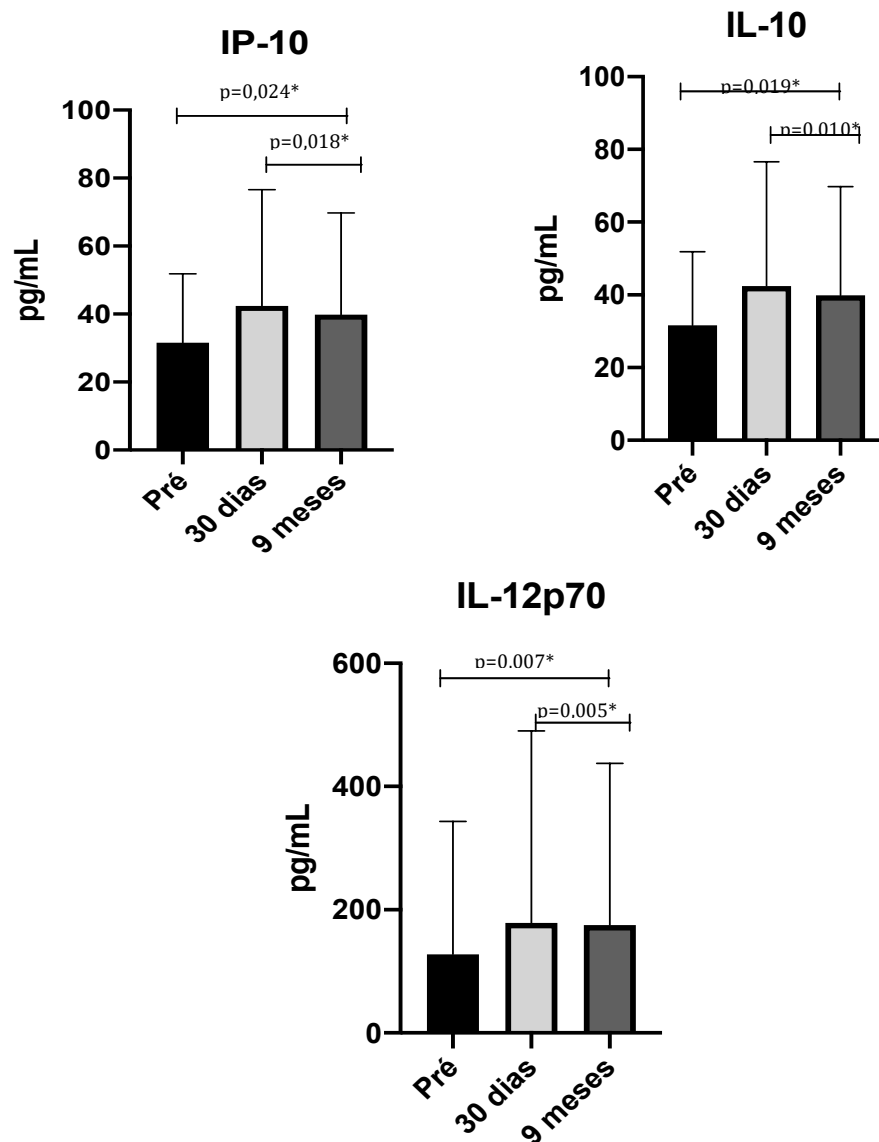 IP-10
p=0,024*
p=0,018*
100
80
60
40
20
0
pg/mL
Pré
30 dias
9 meses
IL-10
p=0,019*
p=0,010*
100
80
60
40
20
0
pg/mL
Pré
30 dias
9 meses
IL-12p70
p=0,007*
p=0,005*
600
400
200
0
pg/mL
Pré
30 dias
9 meses